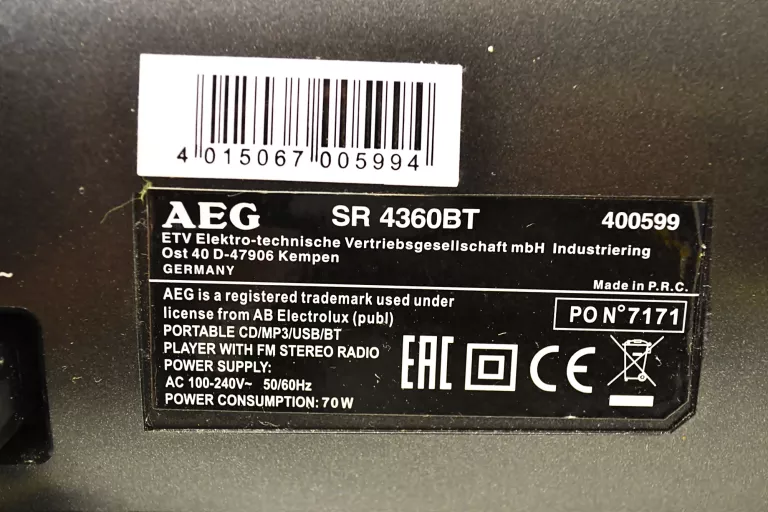 4 015067 005994
AEG SR 4360BT 400599
ETV Elektro-technische Vertriebsgesellschaft mbH Industriering
Ost 40 D-47906 Kempen
GERMANY
Made in P.R.C.
AEG is a registered trademark used under
license from AB Electrolux (publ)
PORTABLE CD/MP3/USB/BT
PLAYER WITH FM STEREO RADIO
POWER SUPPLY:
AC 100-240V~ 50/60Hz
POWER CONSUMPTION: 70 W
PO N°7171
EAC CE